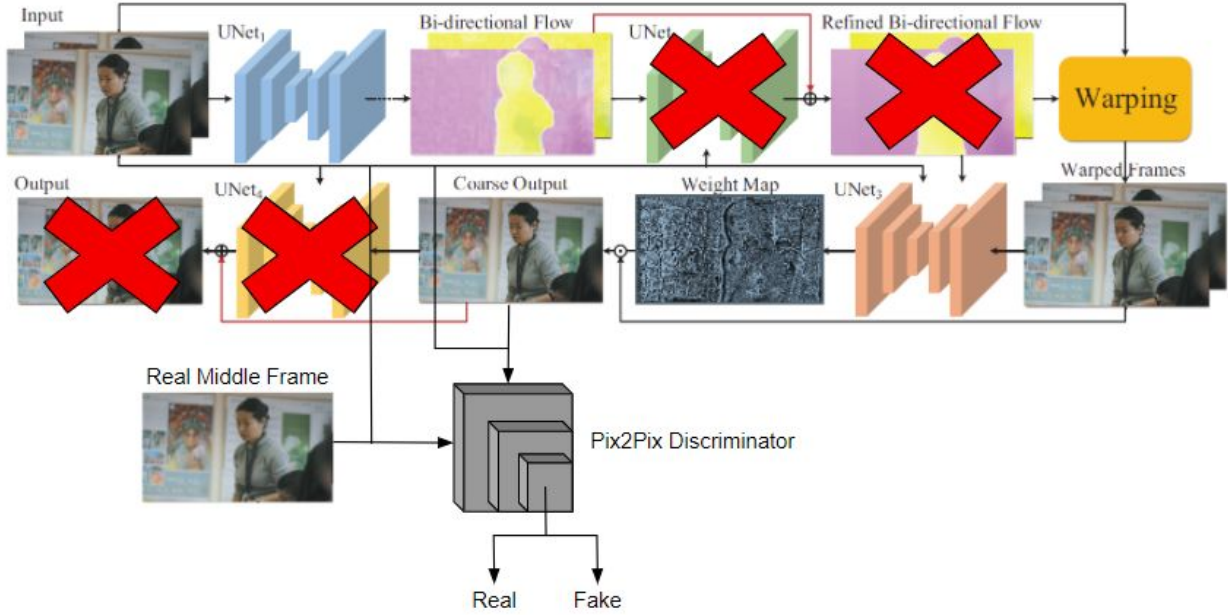 Input
UNet₁
Bi-directional Flow
UNet
Refined Bi-directional Flow
Warping
Output
UNet₄
Coarse Output
Weight Map
UNet₃
Warped Frames
Real Middle Frame
Pix2Pix Discriminator
Real
Fake